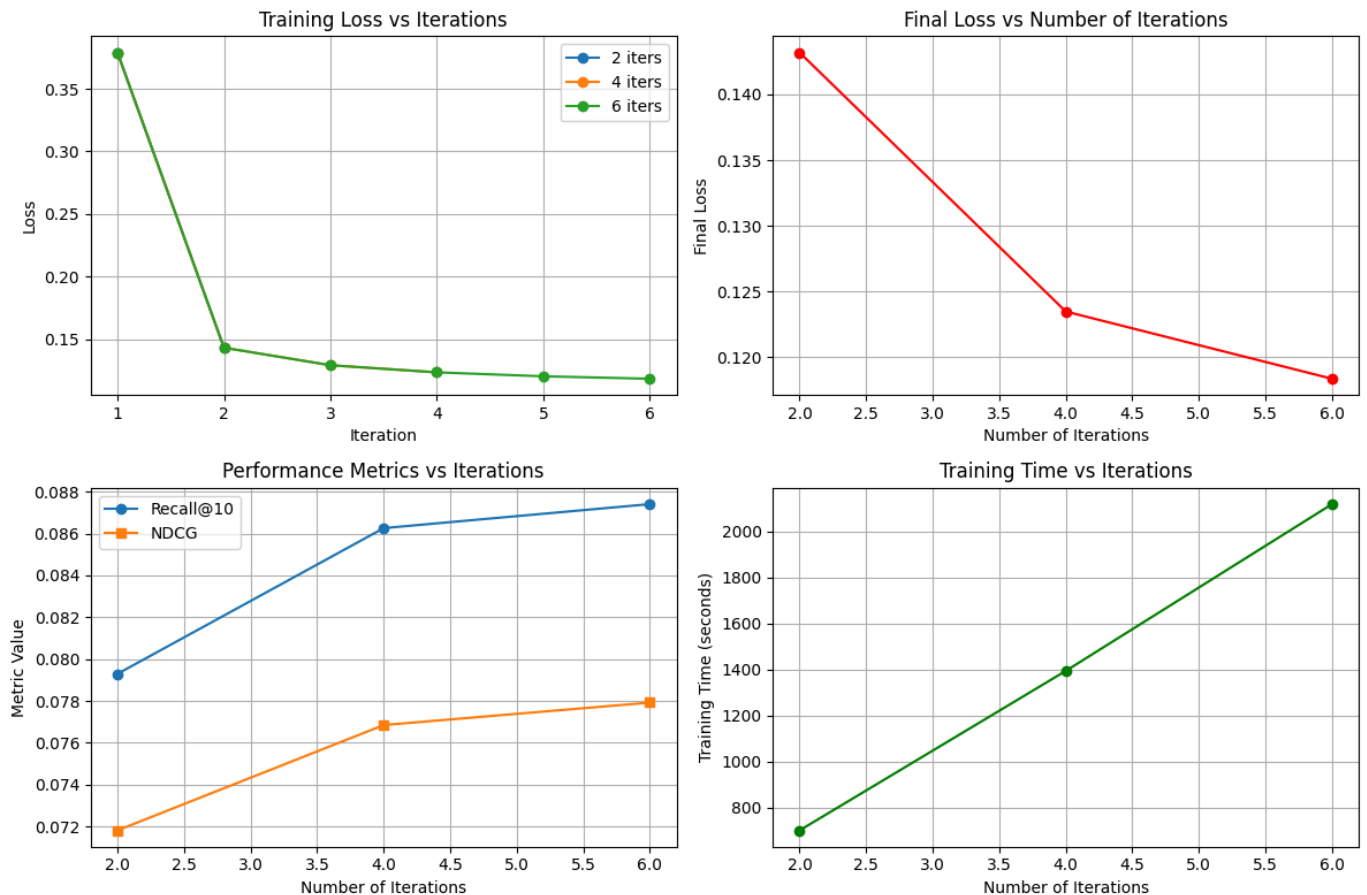 Training Loss vs Iterations
Loss
0.35
0.30
0.25
0.20
0.15
2 iters
4 iters
6 iters
1 2 3 4 5 6
Iteration
Final Loss vs Number of Iterations
Final Loss
0.140
0.135
0.130
0.125
0.120
2.0 2.5 3.0 3.5 4.0 4.5 5.0 5.5 6.0
Number of Iterations
Performance Metrics vs Iterations
Metric Value
0.088
0.086
0.084
0.082
0.080
0.078
0.076
0.074
0.072
Recall@10
NDCG
2.0 2.5 3.0 3.5 4.0 4.5 5.0 5.5 6.0
Number of Iterations
Training Time vs Iterations
Training Time (seconds)
2000
1800
1600
1400
1200
1000
800
2.0 2.5 3.0 3.5 4.0 4.5 5.0 5.5 6.0
Number of Iterations